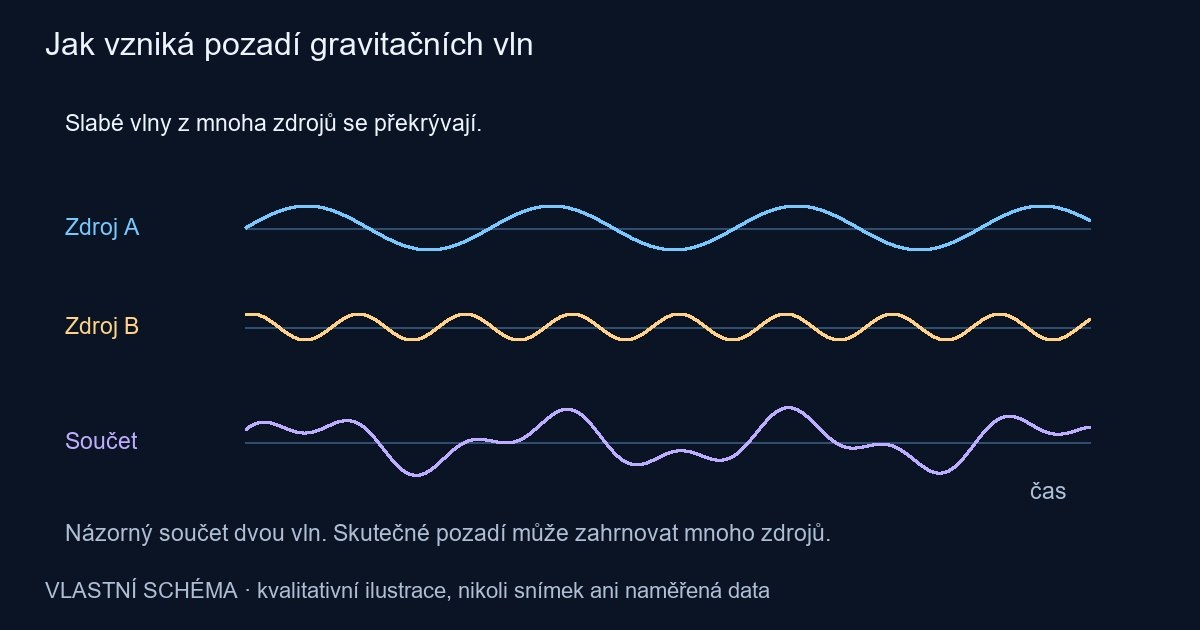 Jak vzniká pozadí gravitačních vln
Slabé vlny z mnoha zdrojů se překrývají.
Zdroj A
Zdroj B
Součet
čas
Názorný součet dvou vln. Skutečné pozadí může zahrnovat mnoho zdrojů.
VLASTNÍ SCHÉMA · kvalitativní ilustrace, nikoli snímek ani naměřená data